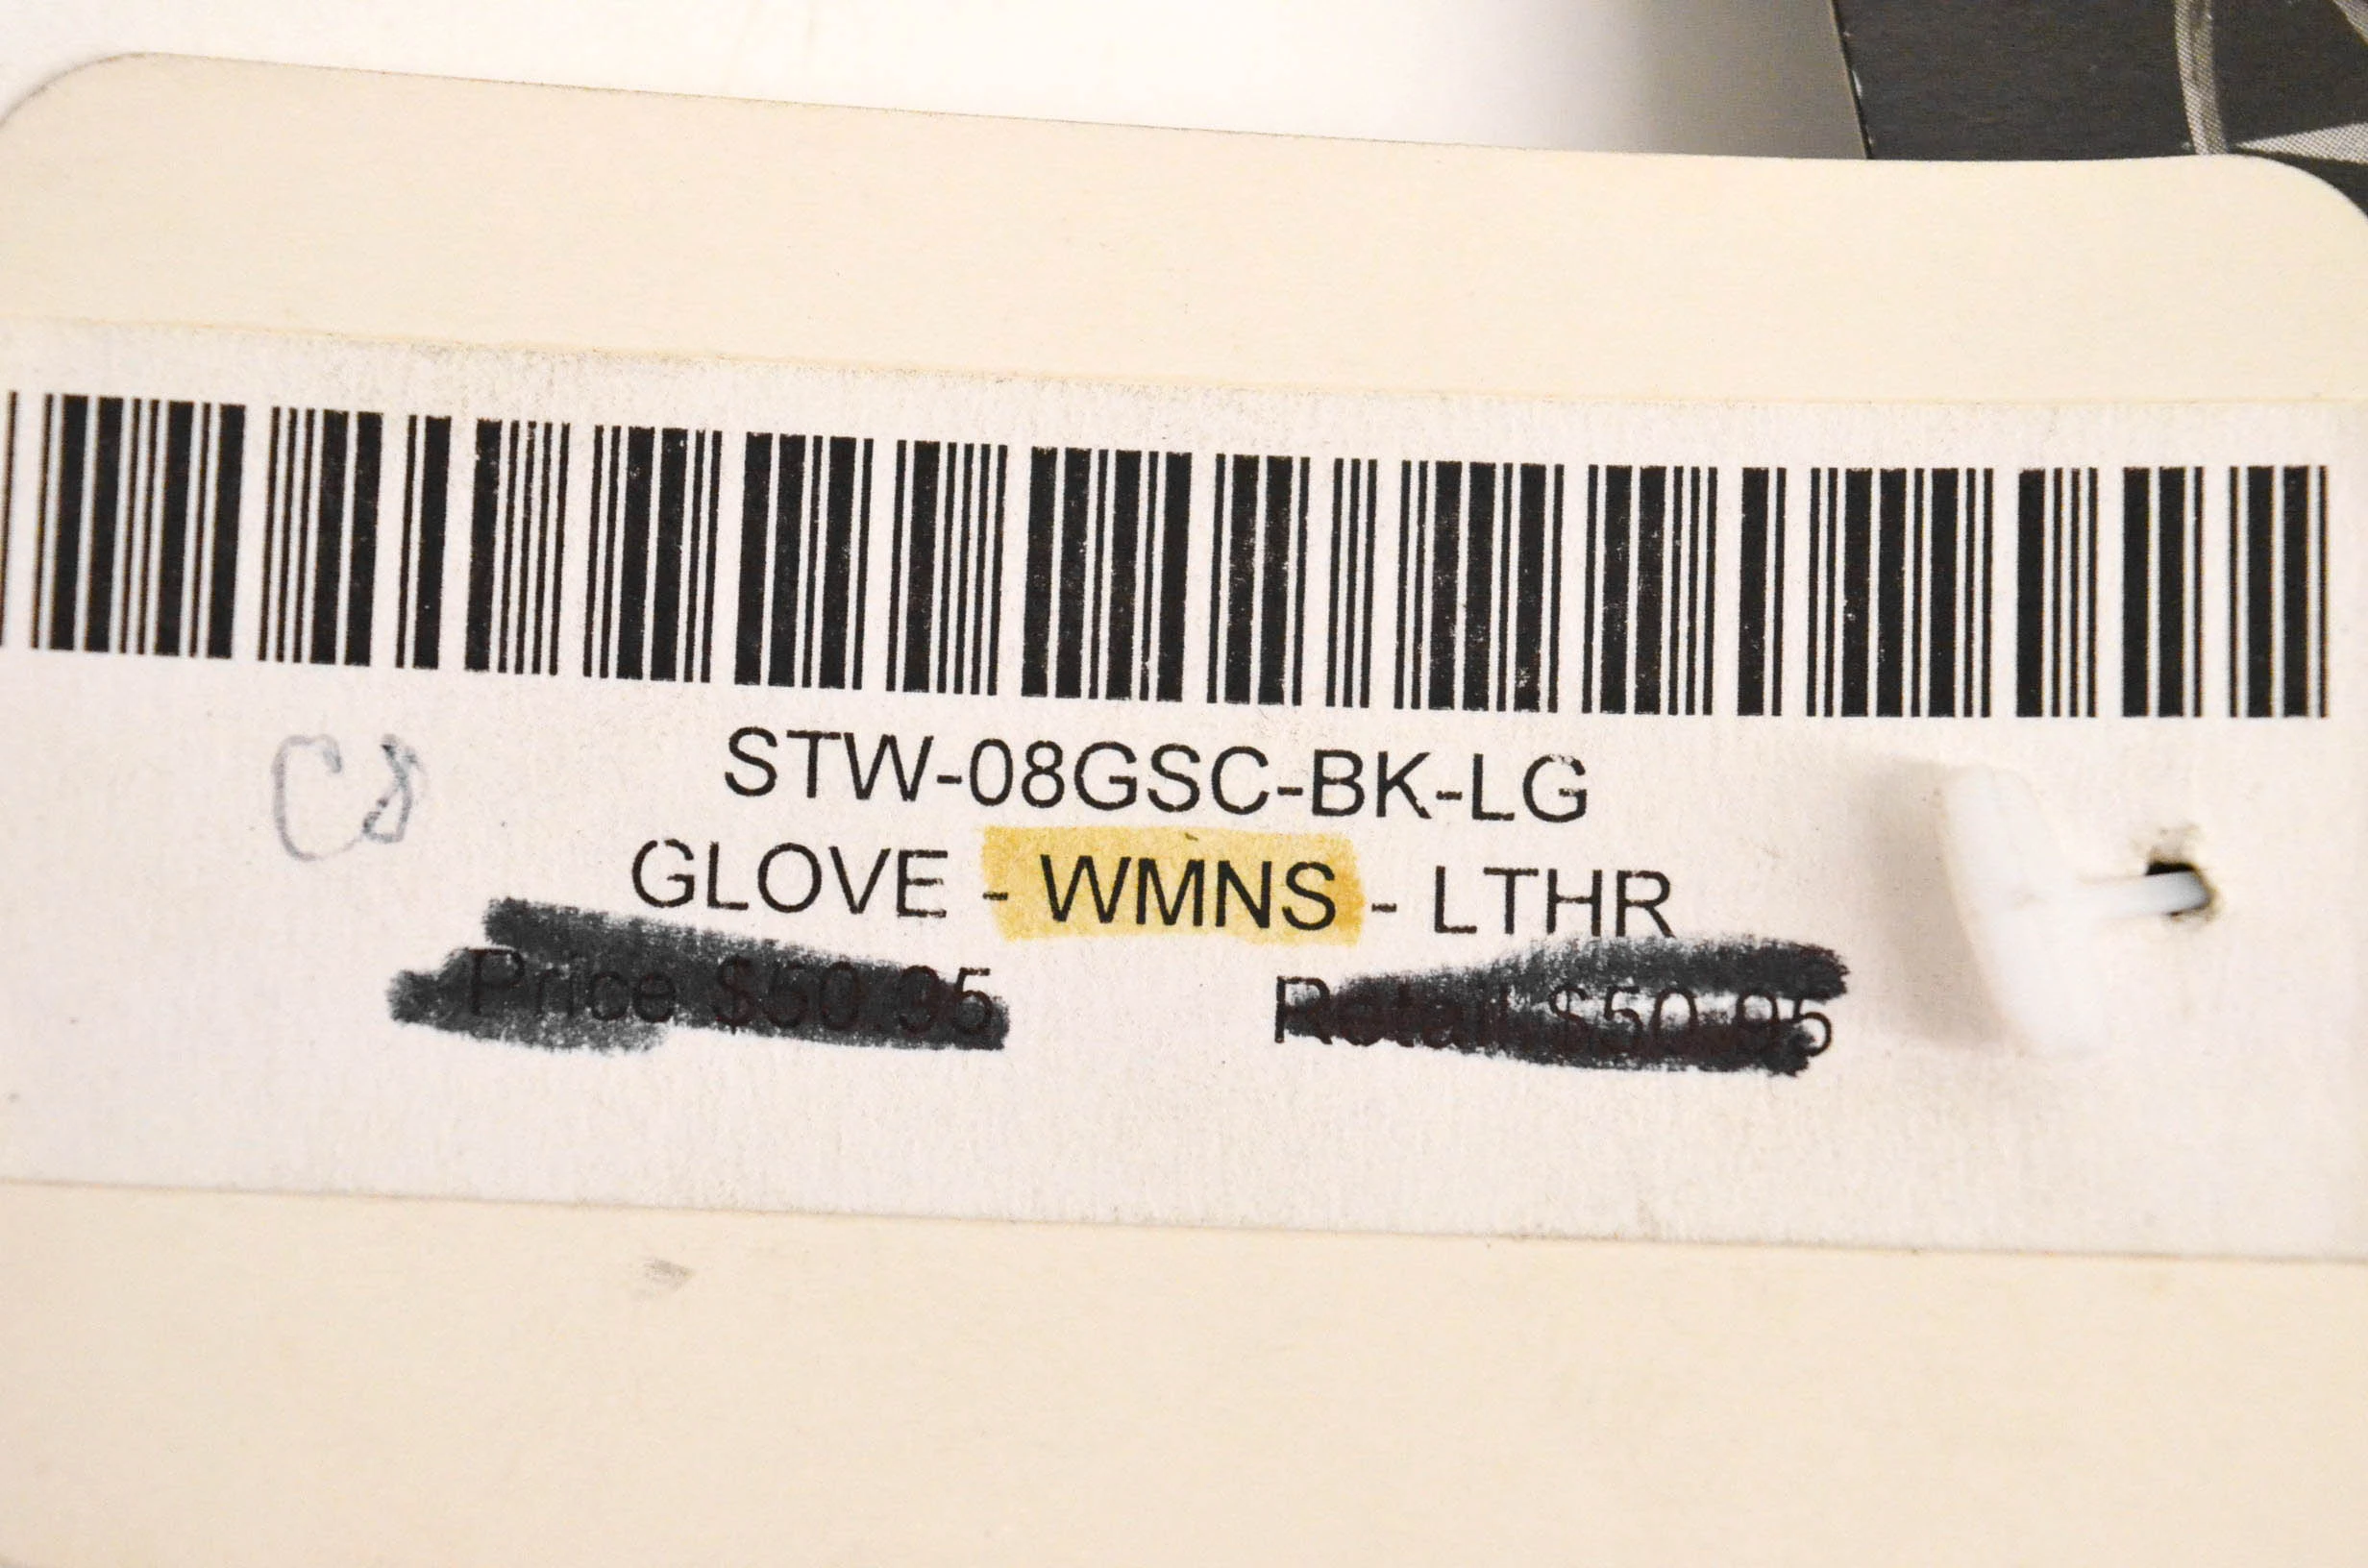 STW-08GSC-BK-LG
C8
GLOVE - WMNS - LTHR
Price $50.95 Retail $50.95